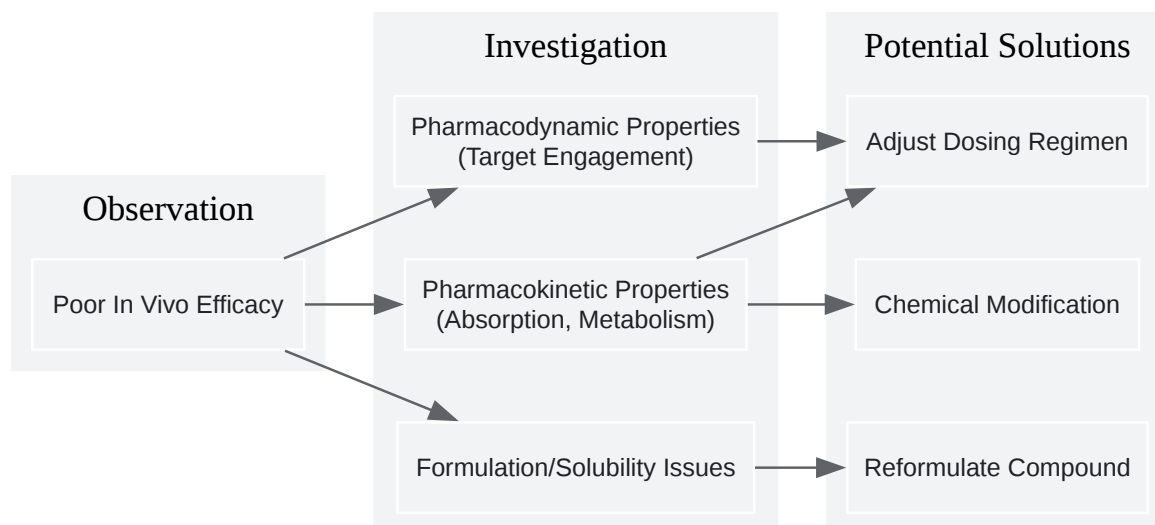 Observation
Poor In Vivo Efficacy
Investigation
Pharmacodynamic Properties
(Target Engagement)
Pharmacokinetic Properties
(Absorption, Metabolism)
Formulation/Solubility Issues
Potential Solutions
Adjust Dosing Regimen
Chemical Modification
Reformulate Compound